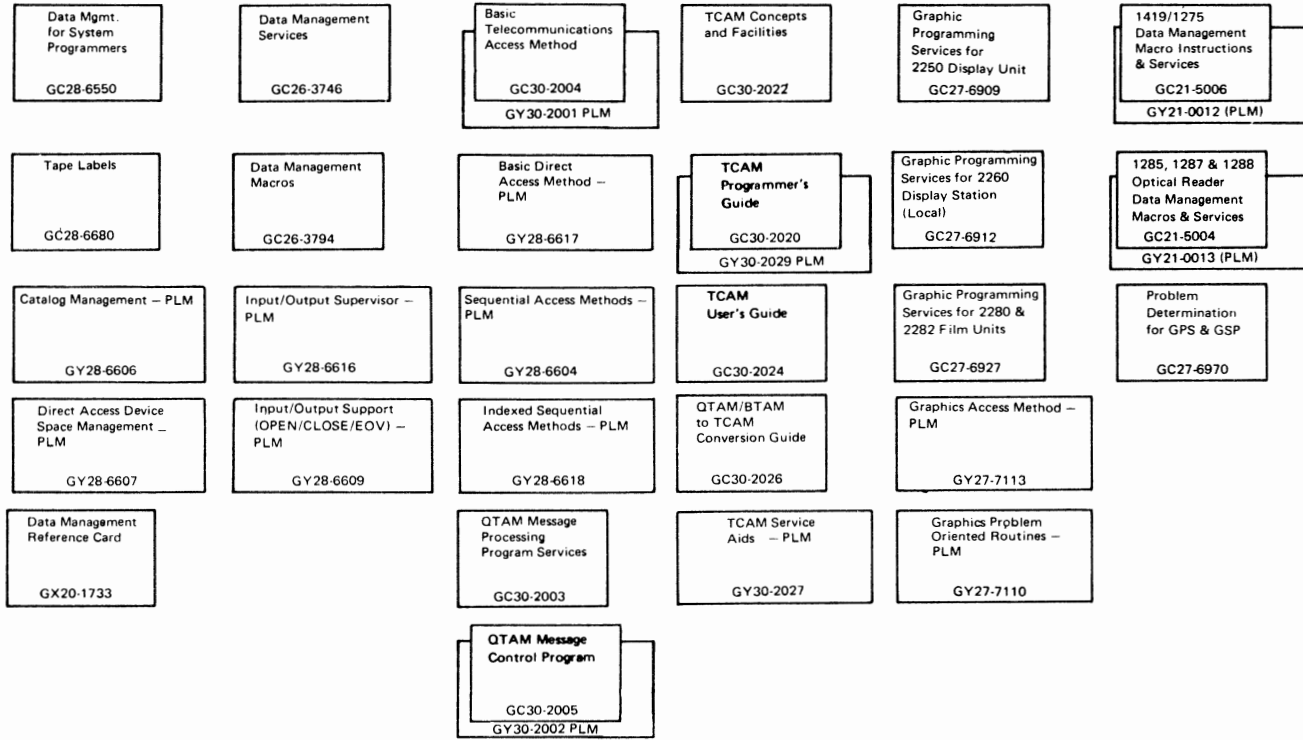 Data Mgmt.
for System
Programmers
GC28-6550
Data Management
Services
GC26-3746
Basic
Telecommunications
Access Method
GC30-2004
GY30-2001 PLM
TCAM Concepts
and Facilities
GC30-2022
Graphic
Programming
Services for
2250 Display Unit
GC27-6909
1419/1275
Data Management
Macro Instructions
& Services
GC21-5006
GY21-0012 (PLM)
Tape Labels
GC28-6680
Data Management
Macros
GC26-3794
Basic Direct
Access Method –
PLM
GY28-6617
TCAM
Programmer's
Guide
GC30-2020
GY30-2029 PLM
Graphic Programming
Services for 2260
Display Station
(Local)
GC27-6912
1285, 1287 & 1288
Optical Reader
Data Management
Macros & Services
GC21-5004
GY21-0013 (PLM)
Catalog Management – PLM
GY28-6606
Input/Output Supervisor –
PLM
GY28-6616
Sequential Access Methods –
PLM
GY28-6604
TCAM
User's Guide
GC30-2024
Graphic Programming
Services for 2280 &
2282 Film Units
GC27-6927
Problem
Determination
for GPS & GSP
GC27-6970
Direct Access Device
Space Management –
PLM
GY28-6607
Input/Output Support
(OPEN/CLOSE/EOV) –
PLM
GY28-6609
Indexed Sequential
Access Methods – PLM
GY28-6618
QTAM/BTAM
to TCAM
Conversion Guide
GC30-2026
Graphics Access Method –
PLM
GY27-7113
Data Management
Reference Card
GX20-1733
QTAM Message
Processing
Program Services
GC30-2003
TCAM Service
Aids – PLM
GY30-2027
Graphics Problem
Oriented Routines –
PLM
GY27-7110
QTAM Message
Control Program
GC30-2005
GY30-2002 PLM